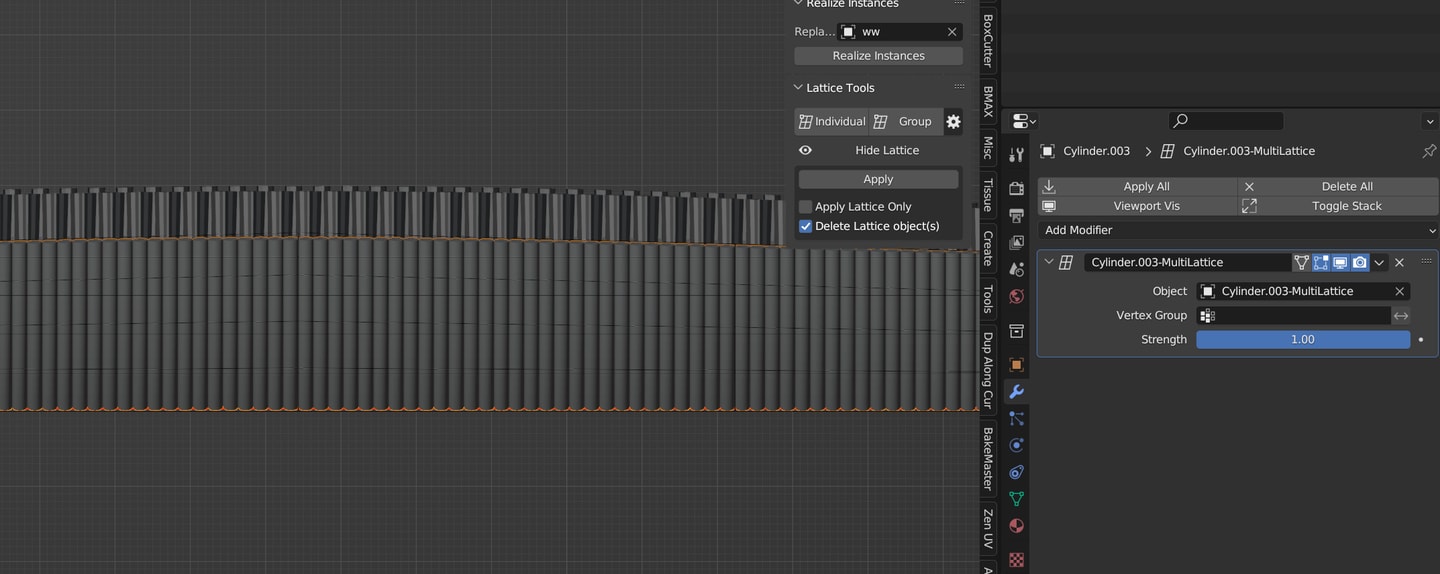 Realize Instances
Repla... ww
Realize Instances
Lattice Tools
Individual Group
Hide Lattice
Apply
Apply Lattice Only
Delete Lattice object(s)
BoxCutter
BMAX
Misc
Tissue
Create
Tools
Dup Along Cur
BakeMaster
Zen UV
Cylinder.003 Cylinder.003-MultiLattice
Apply All Delete All
Viewport Vis Toggle Stack
Add Modifier
Cylinder.003-MultiLattice
Object Cylinder.003-MultiLattice
Vertex Group
Strength 1.00